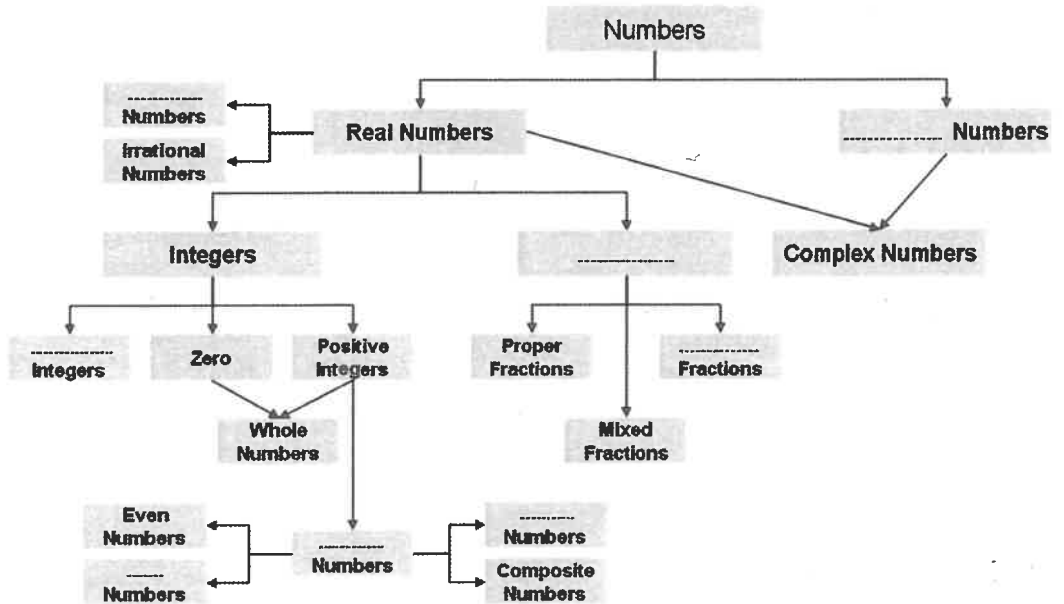 Numbers
---------- Numbers
Real Numbers
---------- Numbers
Irrational Numbers
Integers
----------
Complex Numbers
---------- Integers
Zero
Positive Integers
Proper Fractions
---------- Fractions
Whole Numbers
Mixed Fractions
Even Numbers
---------- Numbers
---------- Numbers
----- Numbers
Composite Numbers